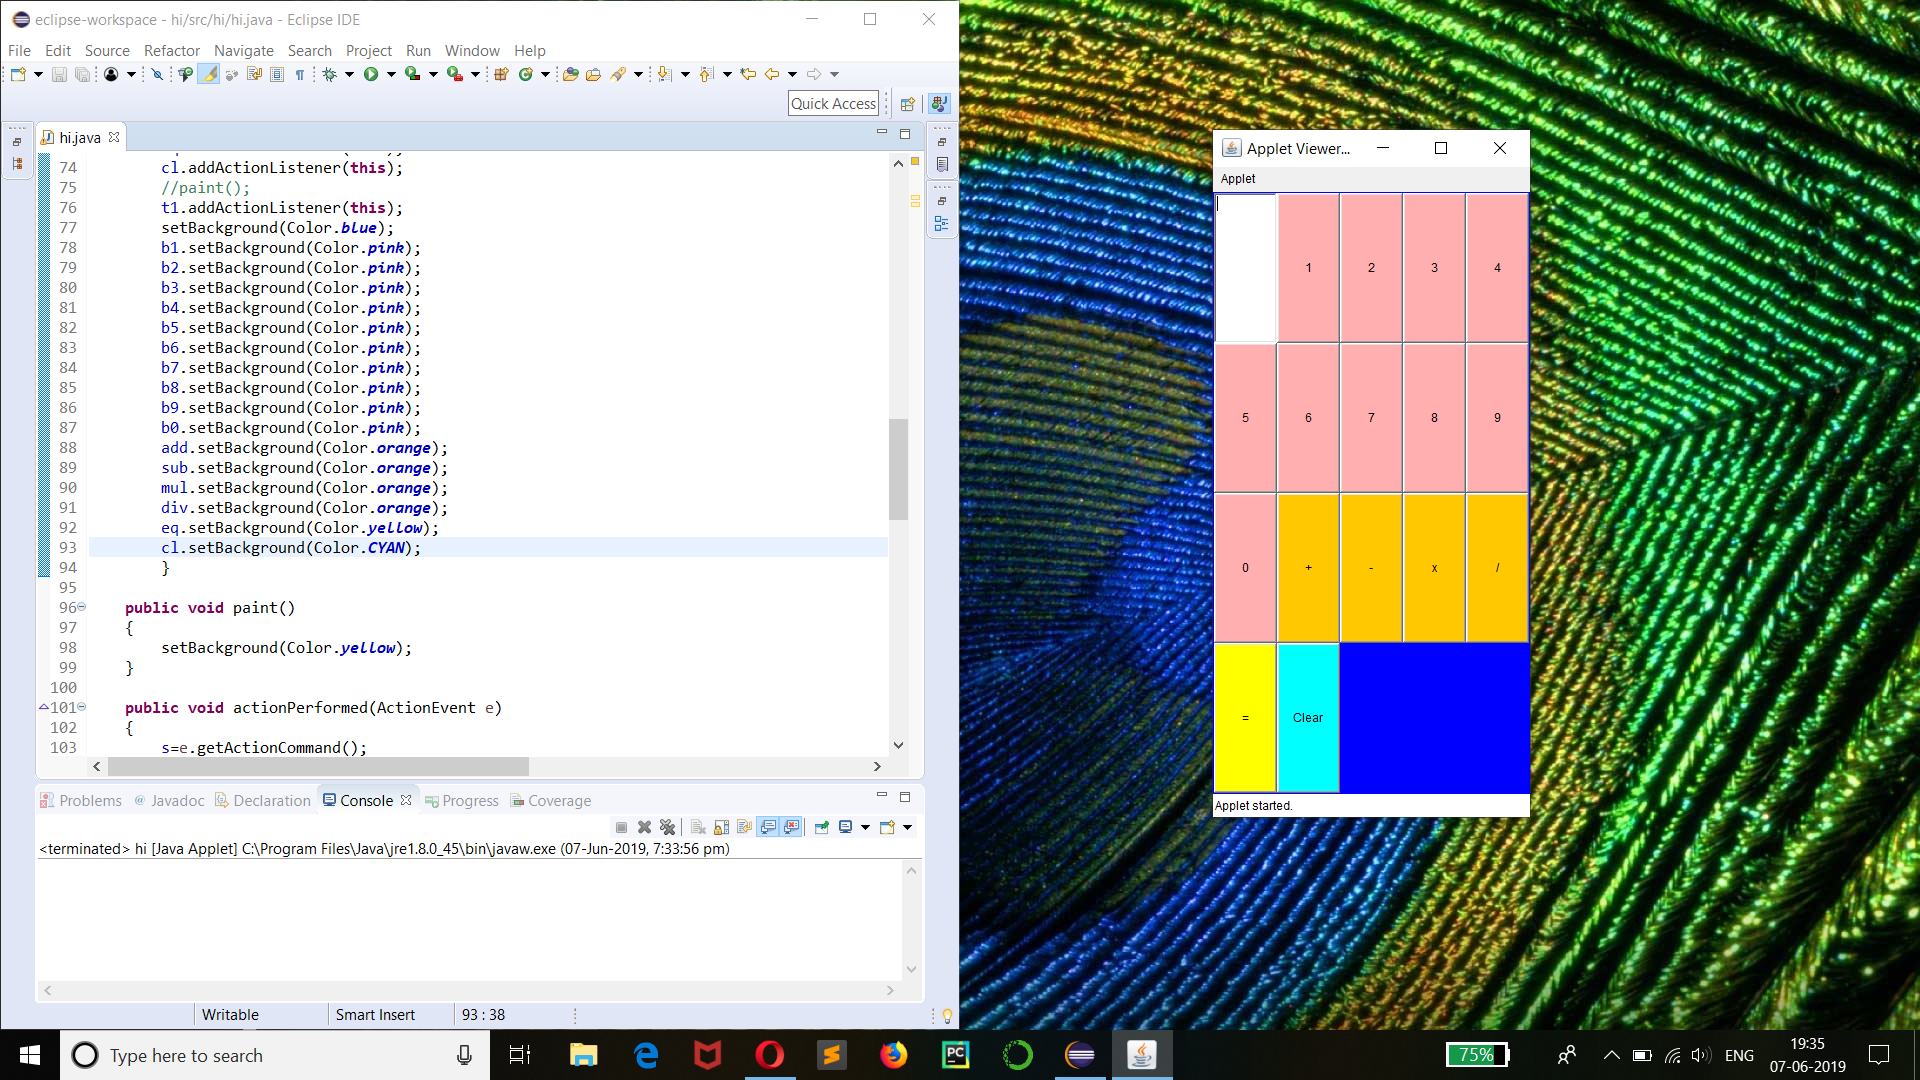 eclipse-workspace - hi/src/hi/hi.java - Eclipse IDE
File Edit Source Refactor Navigate Search Project Run Window Help
Quick Access
hi.java
74 cl.addActionListener(this);
75 //paint();
76 t1.addActionListener(this);
77 setBackground(Color.blue);
78 b1.setBackground(Color.pink);
79 b2.setBackground(Color.pink);
80 b3.setBackground(Color.pink);
81 b4.setBackground(Color.pink);
82 b5.setBackground(Color.pink);
83 b6.setBackground(Color.pink);
84 b7.setBackground(Color.pink);
85 b8.setBackground(Color.pink);
86 b9.setBackground(Color.pink);
87 b0.setBackground(Color.pink);
88 add.setBackground(Color.orange);
89 sub.setBackground(Color.orange);
90 mul.setBackground(Color.orange);
91 div.setBackground(Color.orange);
92 eq.setBackground(Color.yellow);
93 cl.setBackground(Color.CYAN);
94 }
95
96 public void paint()
97 {
98 setBackground(Color.yellow);
99 }
100
101 public void actionPerformed(ActionEvent e)
102 {
103 s=e.getActionCommand();
Problems @ Javadoc Declaration Console Progress Coverage
<terminated> hi [Java Applet] C:\Program Files\Java\jre1.8.0_45\bin\javaw.exe (07-Jun-2019, 7:33:56 pm)
Writable Smart Insert 93 : 38
Applet Viewer...
Applet
1 2 3 4
5 6 7 8 9
0 + - x /
= Clear
Applet started.
Type here to search
PC
75%
ENG
19:35
07-06-2019